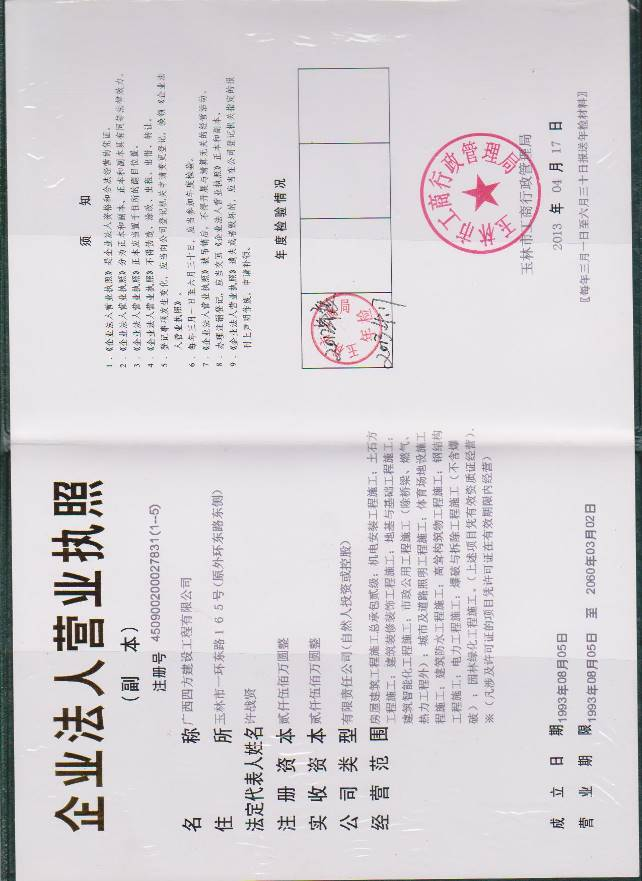 企业法人营业执照
(副 本)
注册号 450900200027831(1-5)
名 称 广西四方建设工程有限公司
住 所 玉林市一环东路165号(原外环东路东侧)
法定代表人姓名 许战贤
注 册 资 本 贰仟伍佰万圆整
实 收 资 本 贰仟伍佰万圆整
公 司 类 型 有限责任公司(自然人投资或控股)
经 营 范 围 房屋建筑工程施工总承包贰级; 机电安装工程施工; 土石方
工程施工; 建筑装修装饰工程施工; 地基与基础工程施工;
建筑智能化工程施工; 市政公用工程施工(除桥梁、燃气、
热力工程外); 城市及道路照明工程施工; 体育场地设施工
程施工; 建筑防水工程施工; 高耸构筑物工程施工; 钢结构
工程施工; 电力工程施工; 爆破与拆除工程施工(不含爆
破); 园林绿化工程施工。(上述项目凭有效资质证经营).
※(凡涉及许可证的项目凭许可证在有效期限内经营)
成 立 日 期 1993年08月05日
营 业 期 限 1993年08月05日 至 2060年03月02日
须 知
1.《企业法人营业执照》是企业法人资格和合法经营的凭证。
2.《企业法人营业执照》分为正本和副本, 正本和副本具有同等法律效力。
3.《企业法人营业执照》正本应当置于住所的醒目位置。
4.《企业法人营业执照》不得伪造、涂改、出租、出借、转让。
5. 登记事项发生变化, 应当向公司登记机关申请变更登记, 换领《企业法
人营业执照》。
6. 每年三月一日至六月三十日, 应当参加年度检验。
7.《企业法人营业执照》被吊销后, 不得开展与清算无关的经营活动。
8. 办理注销登记, 应当交回《企业法人营业执照》正本和副本。
9.《企业法人营业执照》遗失或者毁坏的, 应当在公司登记机关指定的报
刊上声明作废, 申请补领。
年度检验情况
年检
玉林市工商行政管理局
玉林市工商行政管理局
2013 年 04 月 17 日
〖每年三月一日至六月三十日报送年检材料〗